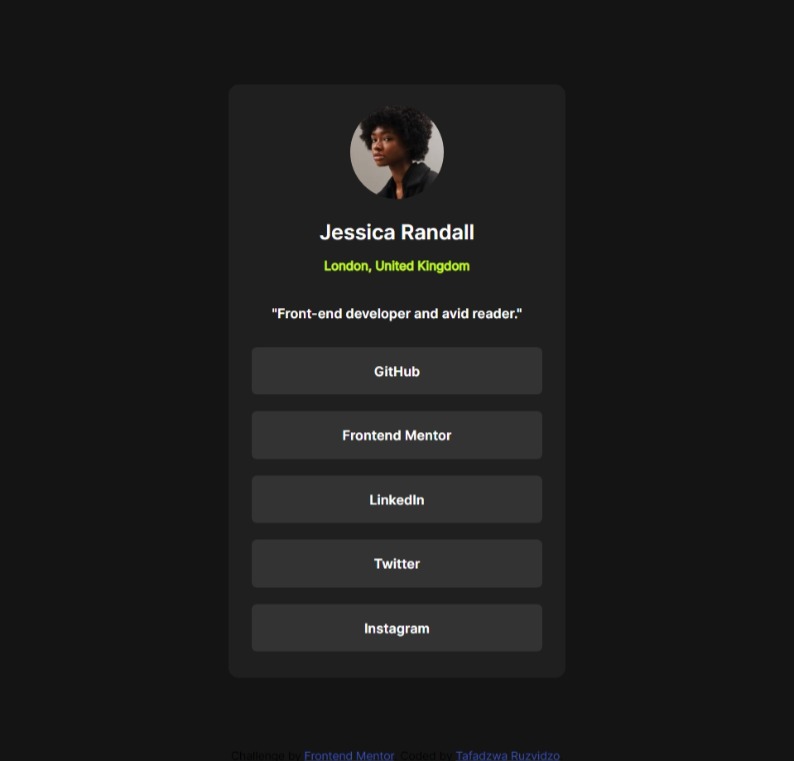 Jessica Randall
London, United Kingdom
"Front-end developer and avid reader."
GitHub
Frontend Mentor
LinkedIn
Twitter
Instagram
Challenge by Frontend Mentor. Coded by Tafadzwa Ruzvidzo